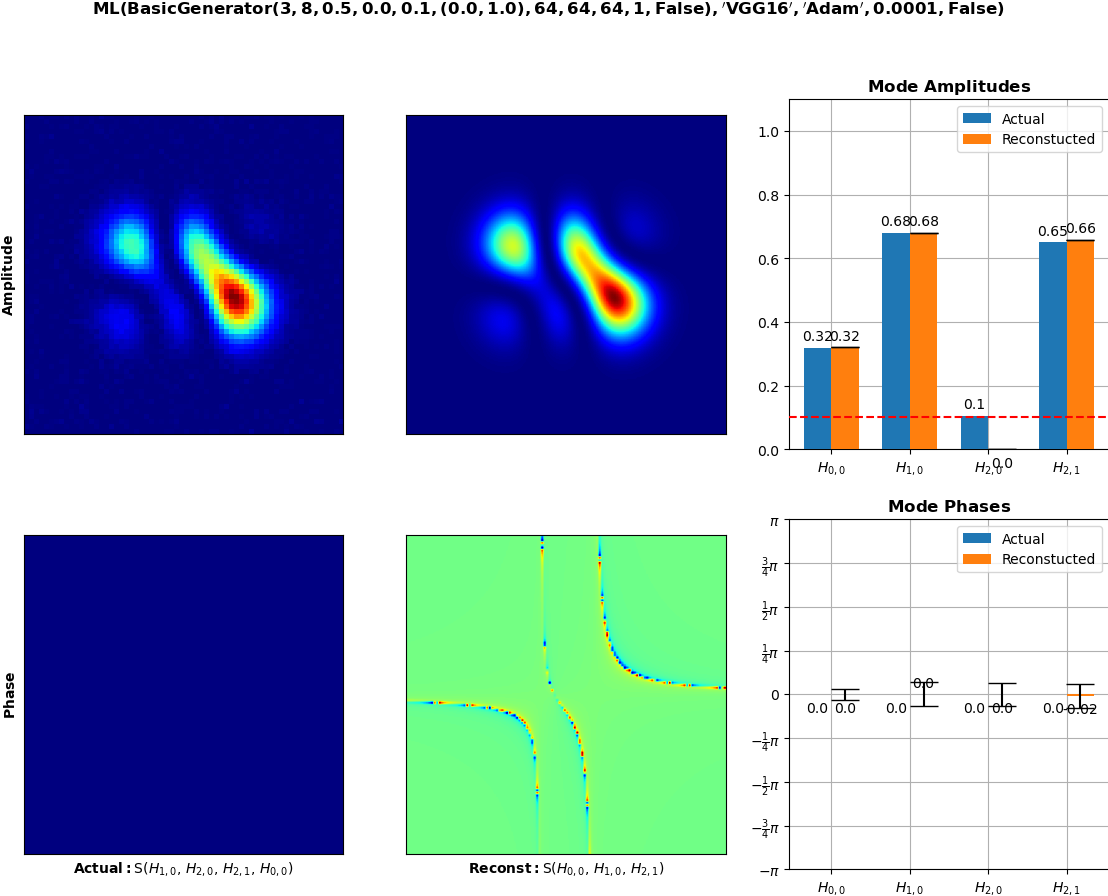 ML(BasicGenerator(3, 8, 0.5, 0.0, 0.1, (0.0, 1.0), 64, 64, 64, 1, False), ′VGG16′, ′Adam′, 0.0001, False)
Amplitude
Mode Amplitudes
Actual
Reconstucted
1.0
0.8
0.6
0.4
0.2
0.0
0.32 0.32
0.68 0.68
0.1 0.0
0.65 0.66
H0,0 H1,0 H2,0 H2,1
Phase
Actual: S(H1,0, H2,0, H2,1, H0,0)
Reconst: S(H0,0, H1,0, H2,1)
Mode Phases
Actual
Reconstucted
π
3/4π
1/2π
1/4π
0
−1/4π
−1/2π
−3/4π
−π
0.0 0.0
0.0 0.0
0.0 0.0
0.0 -0.02
H0,0 H1,0 H2,0 H2,1